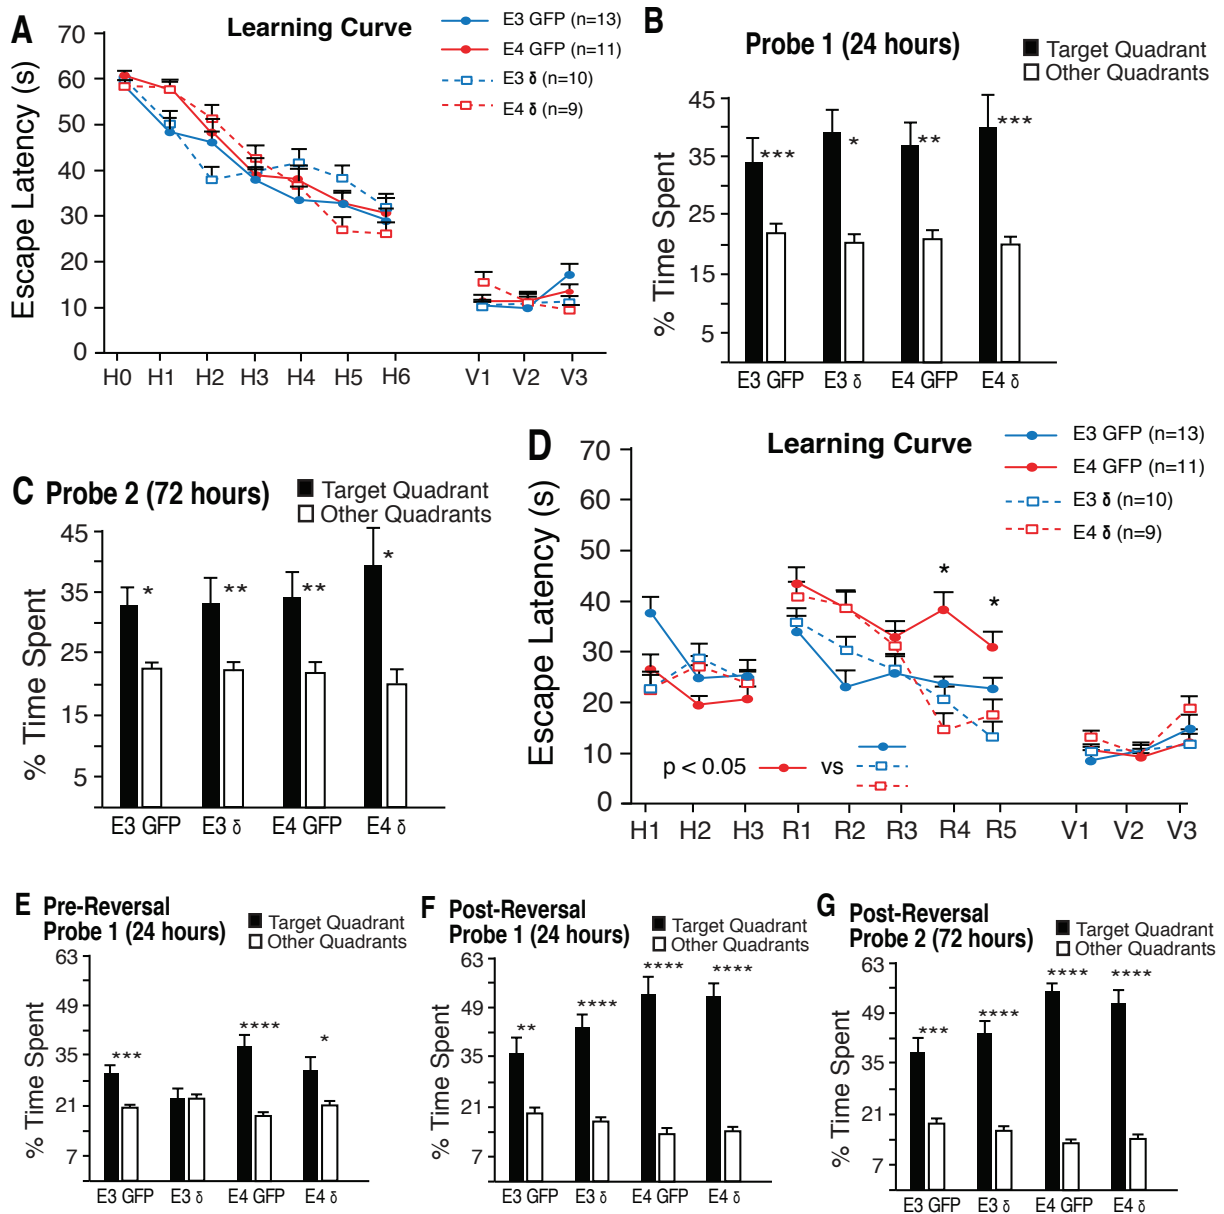 A
Learning Curve
E3 GFP (n=13)
E4 GFP (n=11)
E3 δ (n=10)
E4 δ (n=9)
Escape Latency (s)
70
60
50
40
30
20
10
0
H0 H1 H2 H3 H4 H5 H6 V1 V2 V3
B
Probe 1 (24 hours)
Target Quadrant
Other Quadrants
% Time Spent
45
35
25
15
5
*** * ** ***
E3 GFP E3 δ E4 GFP E4 δ
C Probe 2 (72 hours)
Target Quadrant
Other Quadrants
% Time Spent
45
35
25
15
5
* ** ** *
E3 GFP E3 δ E4 GFP E4 δ
D
Learning Curve
E3 GFP (n=13)
E4 GFP (n=11)
E3 δ (n=10)
E4 δ (n=9)
Escape Latency (s)
70
60
50
40
30
20
10
0
* *
p < 0.05 vs
H1 H2 H3 R1 R2 R3 R4 R5 V1 V2 V3
E Pre-Reversal
Probe 1 (24 hours)
Target Quadrant
Other Quadrants
% Time Spent
63
49
35
21
7
*** **** *
E3 GFP E3 δ E4 GFP E4 δ
F Post-Reversal
Probe 1 (24 hours)
Target Quadrant
Other Quadrants
% Time Spent
63
49
35
21
7
** **** **** ****
E3 GFP E3 δ E4 GFP E4 δ
G Post-Reversal
Probe 2 (72 hours)
Target Quadrant
Other Quadrants
% Time Spent
63
49
35
21
7
*** **** **** ****
E3 GFP E3 δ E4 GFP E4 δ